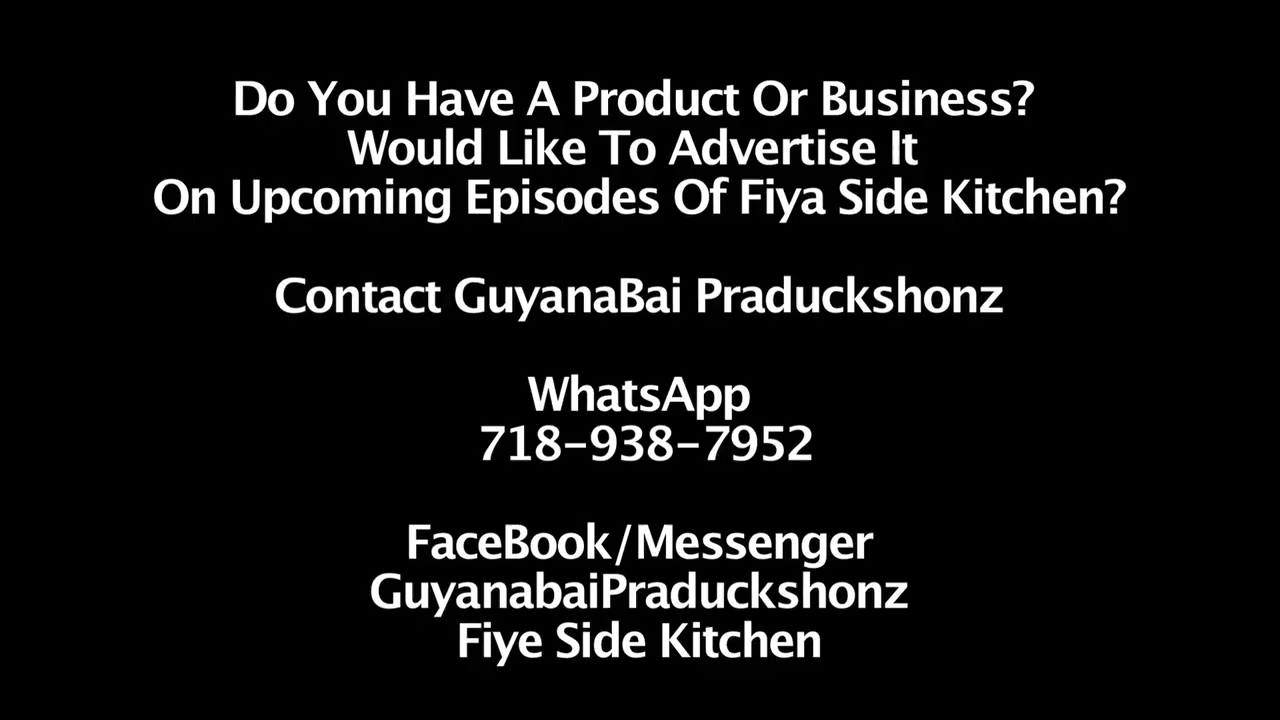 Do You Have A Product Or Business?
Would Like To Advertise It
On Upcoming Episodes Of Fiya Side Kitchen?
Contact GuyanaBai Praduckshonz
WhatsApp
718-938-7952
FaceBook/Messenger
GuyanabaiPraduckshonz
Fiye Side Kitchen